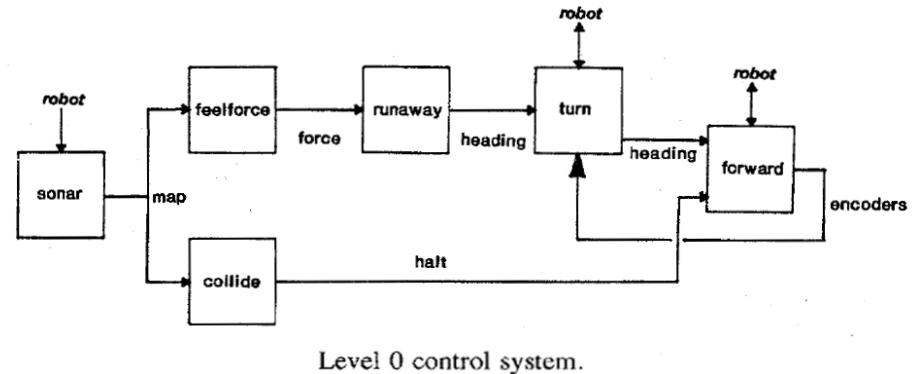 robot
robot
robot
feelforce
runaway
turn
force
heading
heading
forward
sonar
map
encoders
collide
halt
Level 0 control system.